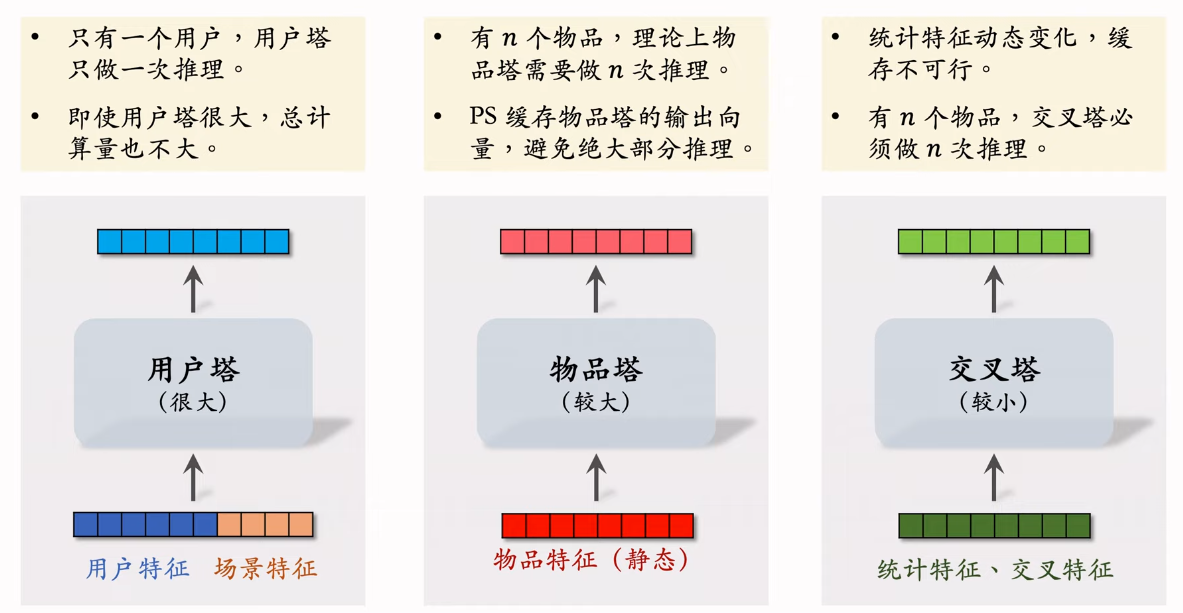 • 只有一个用户，用户塔
只做一次推理。
• 即使用户塔很大，总计
算量也不大。
• 有 n 个物品，理论上物
品塔需要做 n 次推理。
• PS 缓存物品塔的输出向
量，避免绝大部分推理。
• 统计特征动态变化，缓
存不可行。
• 有 n 个物品，交叉塔必
须做 n 次推理。
用户塔
（很大）
用户特征 场景特征
物品塔
（较大）
物品特征（静态）
交叉塔
（较小）
统计特征、交叉特征